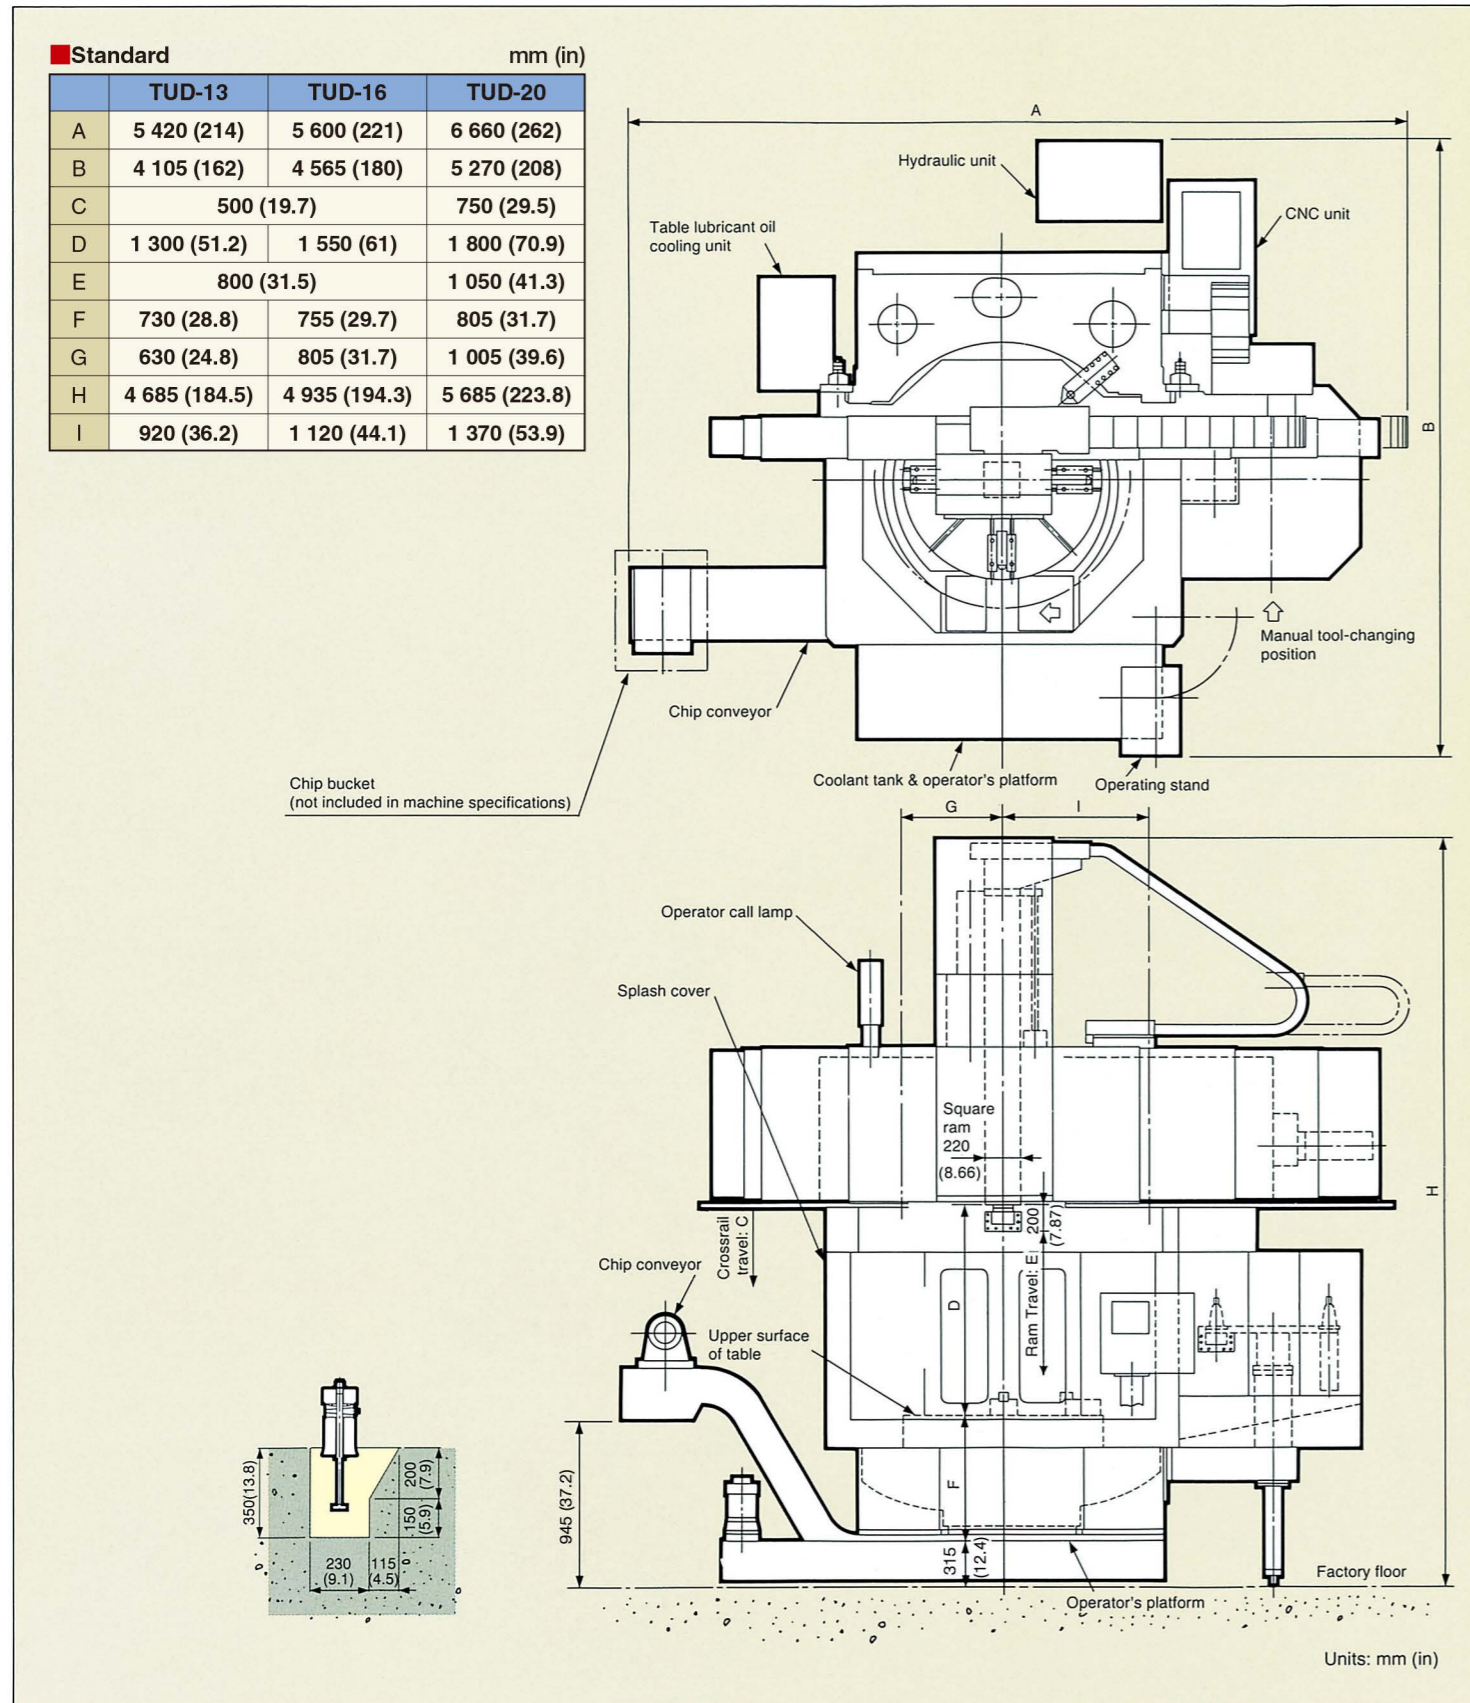 Standard mm (in)
TUD-13 TUD-16 TUD-20
A 5 420 (214) 5 600 (221) 6 660 (262)
B 4 105 (162) 4 565 (180) 5 270 (208)
C 500 (19.7) 750 (29.5)
D 1 300 (51.2) 1 550 (61) 1 800 (70.9)
E 800 (31.5) 1 050 (41.3)
F 730 (28.8) 755 (29.7) 805 (31.7)
G 630 (24.8) 805 (31.7) 1 005 (39.6)
H 4 685 (184.5) 4 935 (194.3) 5 685 (223.8)
I 920 (36.2) 1 120 (44.1) 1 370 (53.9)
A
Hydraulic unit
CNC unit
Table lubricant oil
cooling unit
B
Manual tool-changing
position
Chip conveyor
Chip bucket
(not included in machine specifications)
Coolant tank & operator's platform
Operating stand
G
I
Operator call lamp
Splash cover
Square
ram
220
(8.66)
H
200
(7.87)
Crossrail
travel: C
Chip conveyor
D
Ram Travel: E
Upper surface
of table
350(13.8)
200
(7.9)
150
(5.9)
230
(9.1)
115
(4.5)
945 (37.2)
F
315
(12.4)
Factory floor
Operator's platform
Units: mm (in)